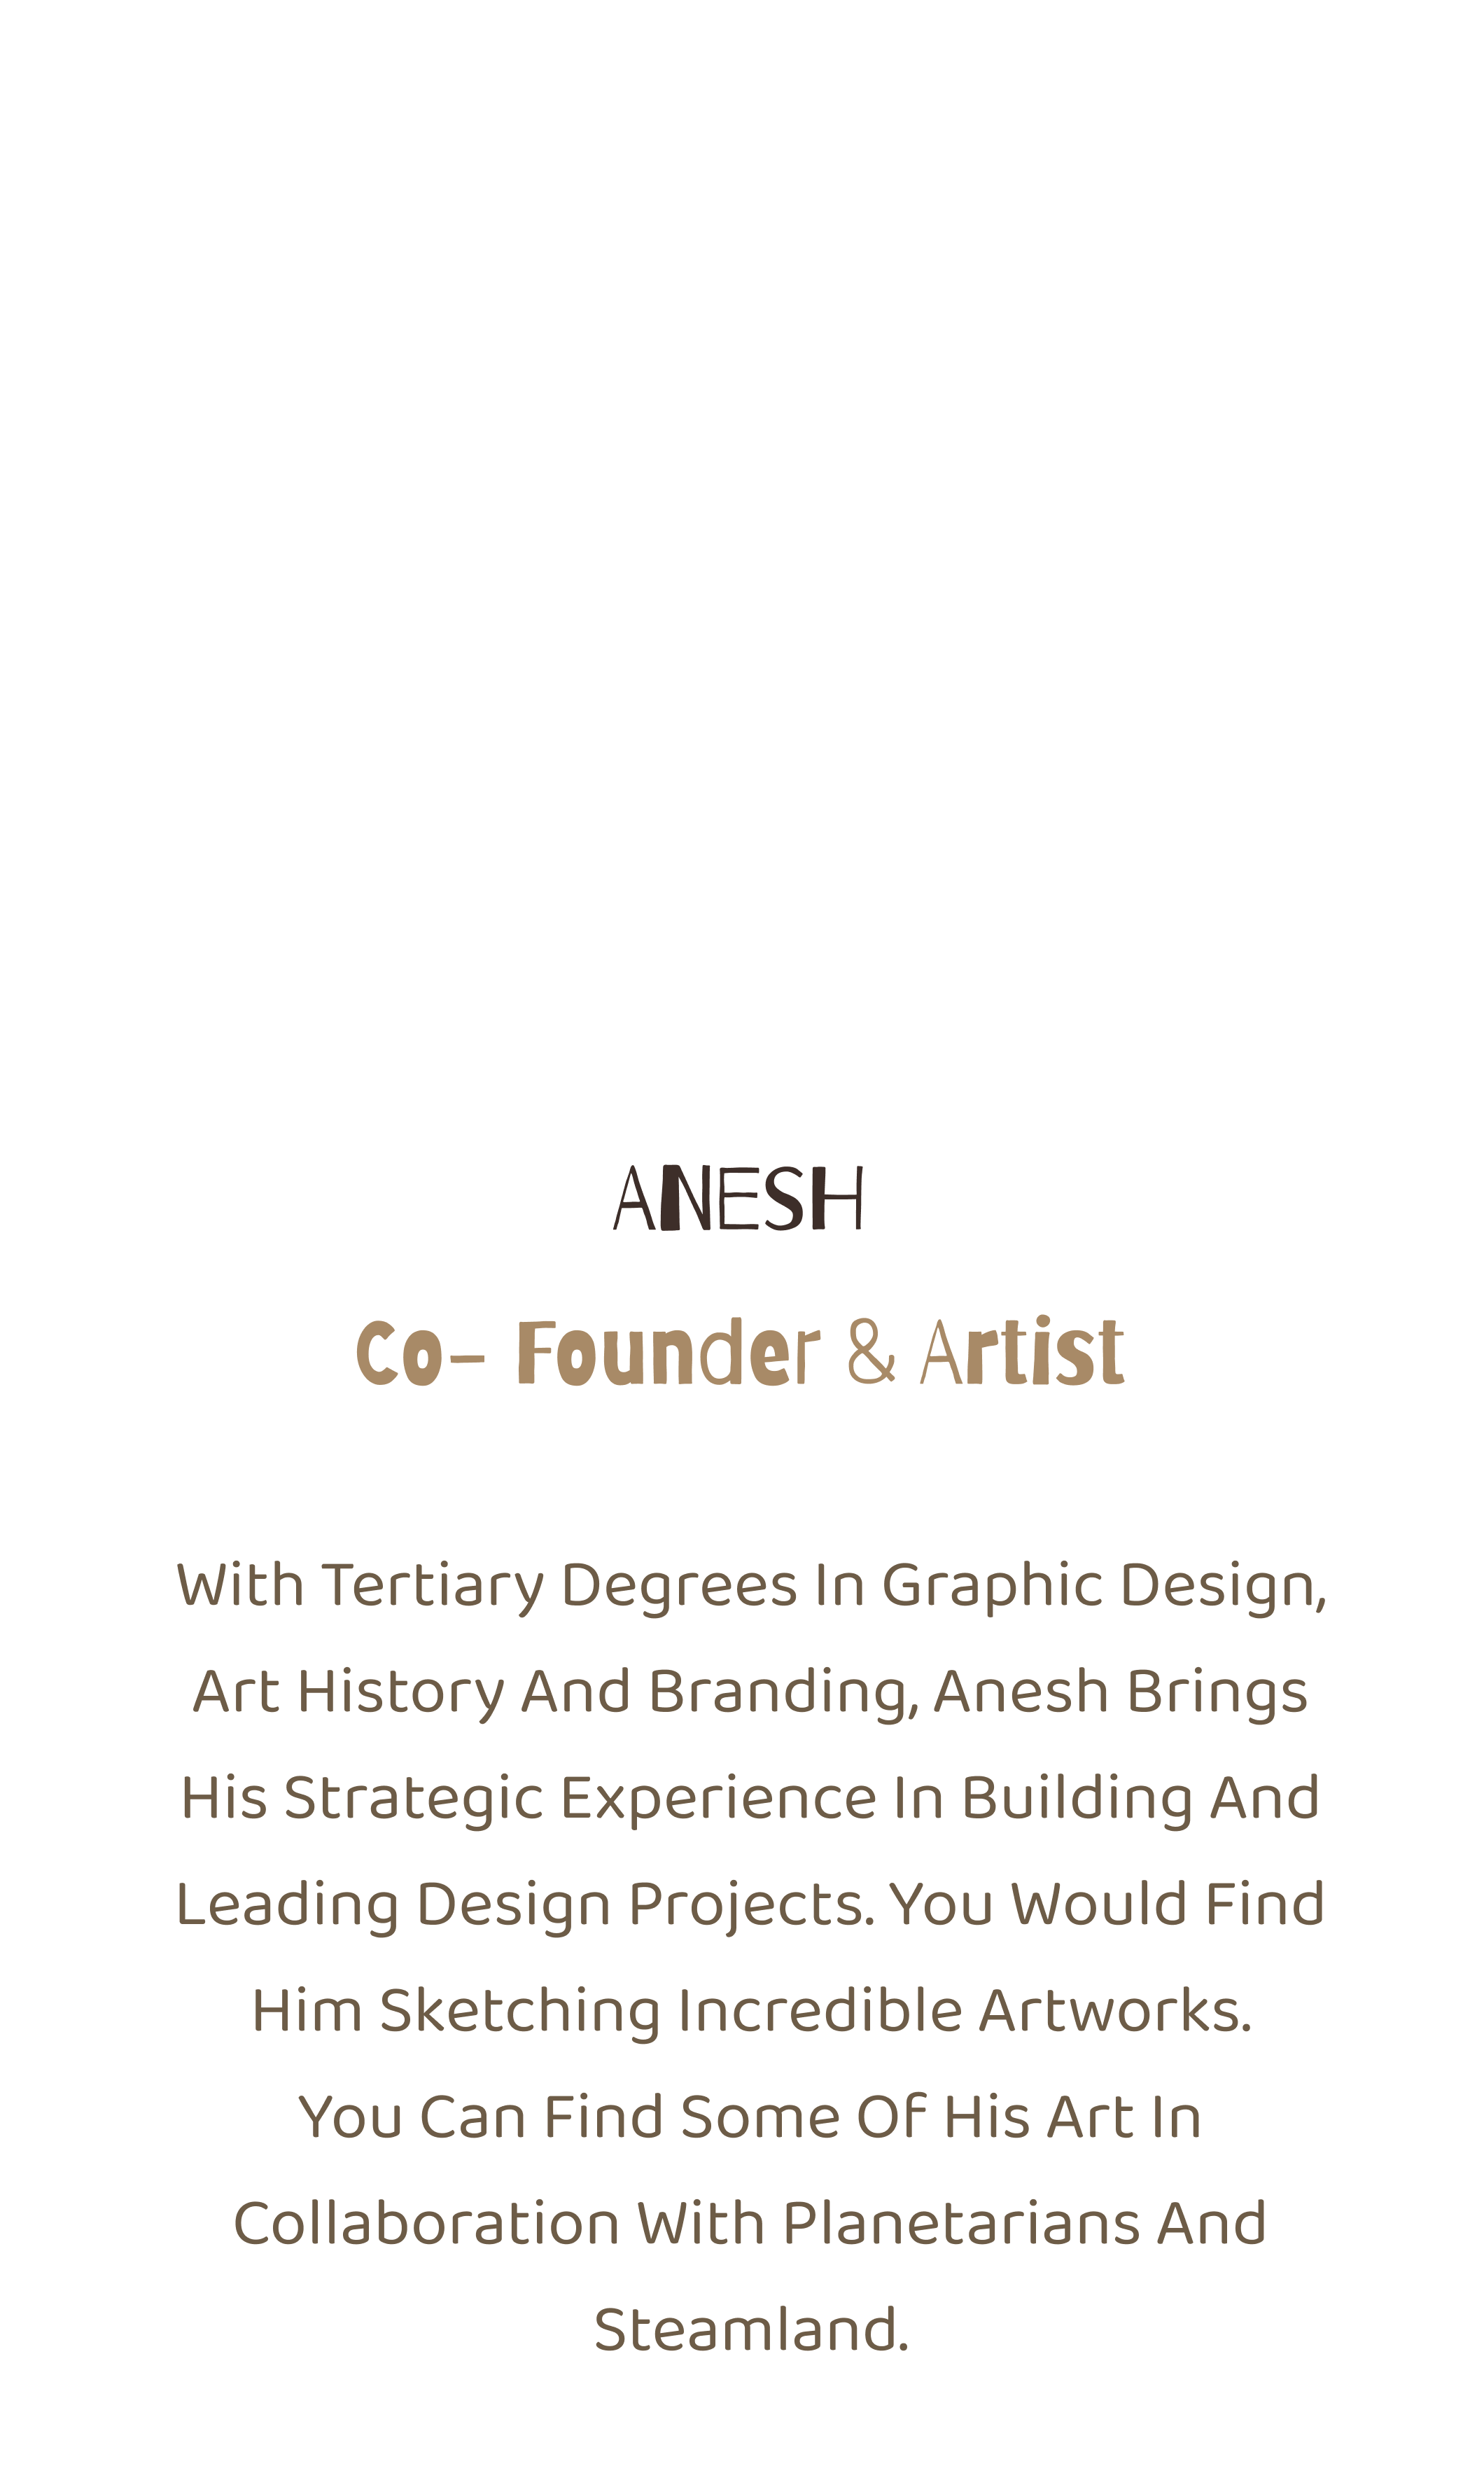 ANESH
Co- Founder & Artist
With Tertiary Degrees In Graphic Design,
Art History And Branding,Anesh Brings
His Strategic Experience In Building And
Leading Design Projects. You Would Find
Him Sketching Incredible Artworks.
You Can Find Some Of His Art In
Collaboration With Planetarians And
Steamland.